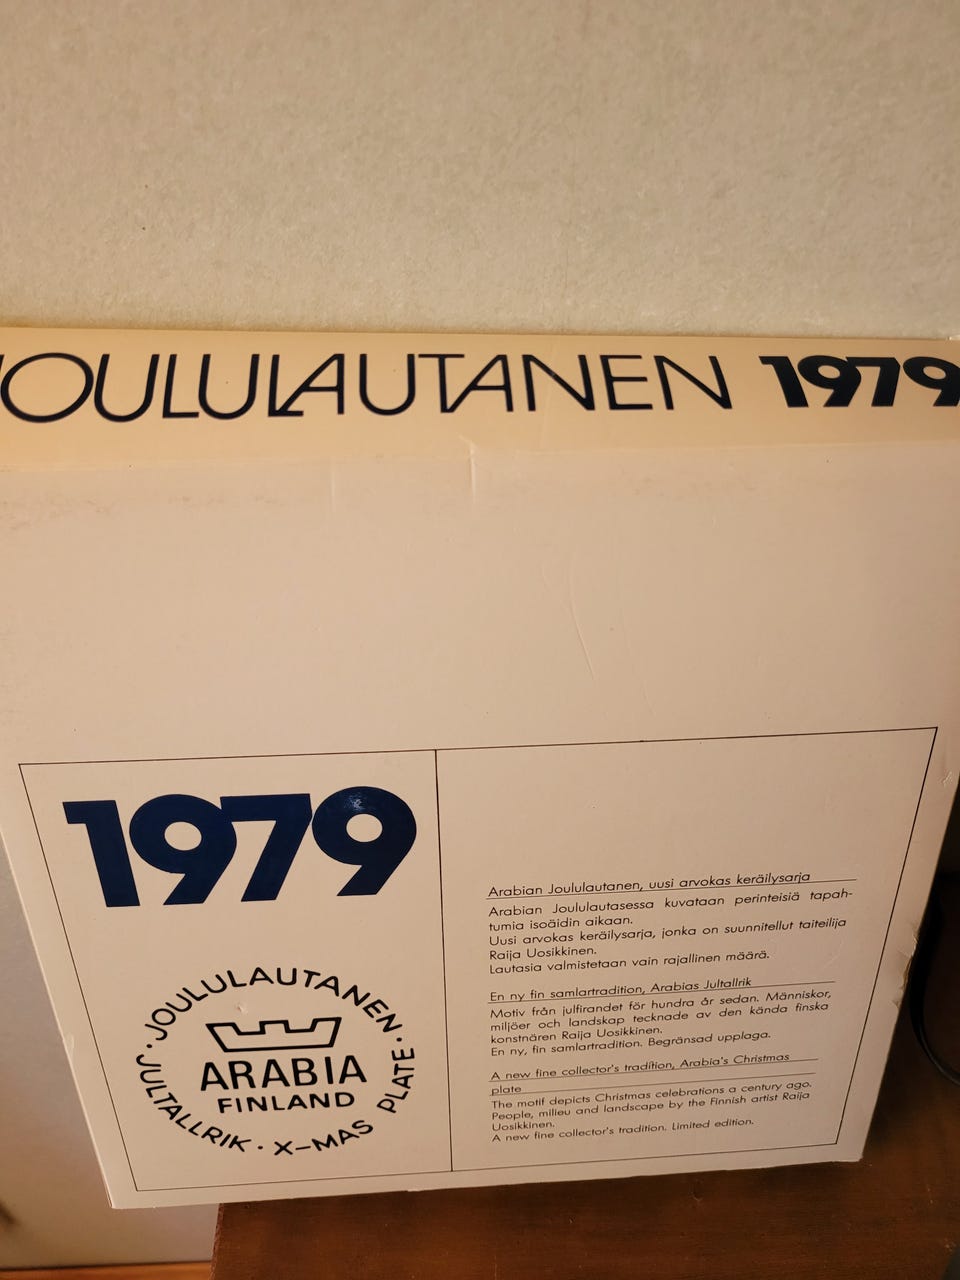 JOULULAUTANEN 1979
1979
JOULULAUTANEN · JULTALLRIK · X-MAS PLATE ·
ARABIA
FINLAND
Arabian Joululautanen, uusi arvokas keräilysarja
Arabian Joululautasessa kuvataan perinteisiä tapah-
tumia isoäidin aikaan.
Uusi arvokas keräilysarja, jonka on suunnitellut taiteilija
Raija Uosikkinen.
Lautasia valmistetaan vain rajallinen määrä.
En ny fin samlartradition, Arabias Jultallrik
Motiv från julfirandet för hundra år sedan. Människor,
miljöer och landskap tecknade av den kända finska
konstnären Raija Uosikkinen.
En ny, fin samlartradition. Begränsad upplaga.
A new fine collector's tradition, Arabia's Christmas
plate
The motif depicts Christmas celebrations a century ago.
People, milieu and landscape by the Finnish artist Raija
Uosikkinen.
A new fine collector's tradition. Limited edition.